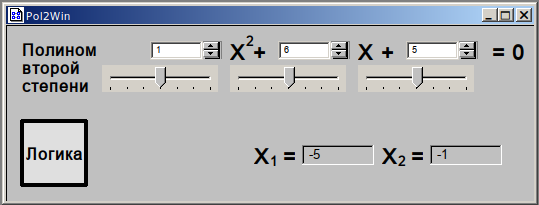 Pol2Win
Полином
второй
степени
1 X²+ 6 X + 5 = 0
Логика
X₁ = -5 X₂ = -1